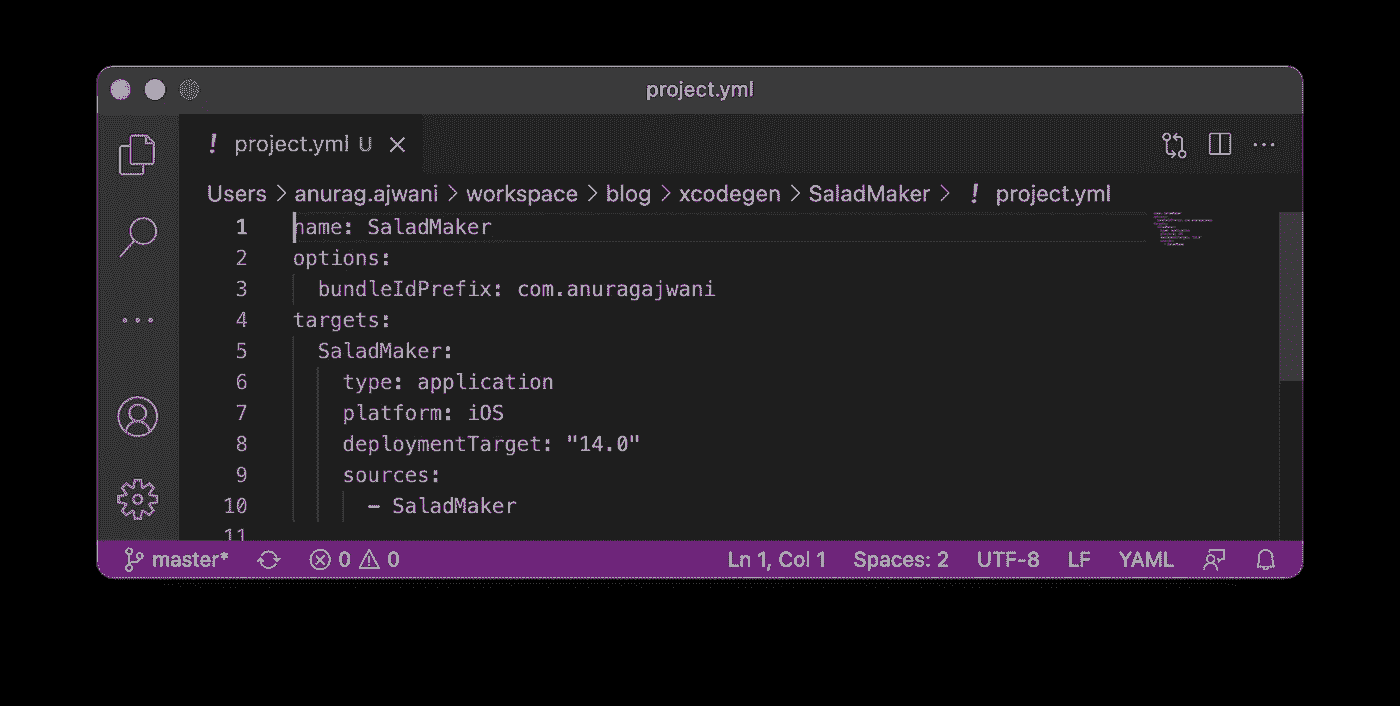 project.yml
! project.yml U
Users > anurag.ajwani > workspace > blog > xcodegen > SaladMaker > ! project.yml
1 name: SaladMaker
2 options:
3 bundleIdPrefix: com.anuragajwani
4 targets:
5 SaladMaker:
6 type: application
7 platform: iOS
8 deploymentTarget: "14.0"
9 sources:
10 - SaladMaker
11
master* 0 0 Ln 1, Col 1 Spaces: 2 UTF-8 LF YAML